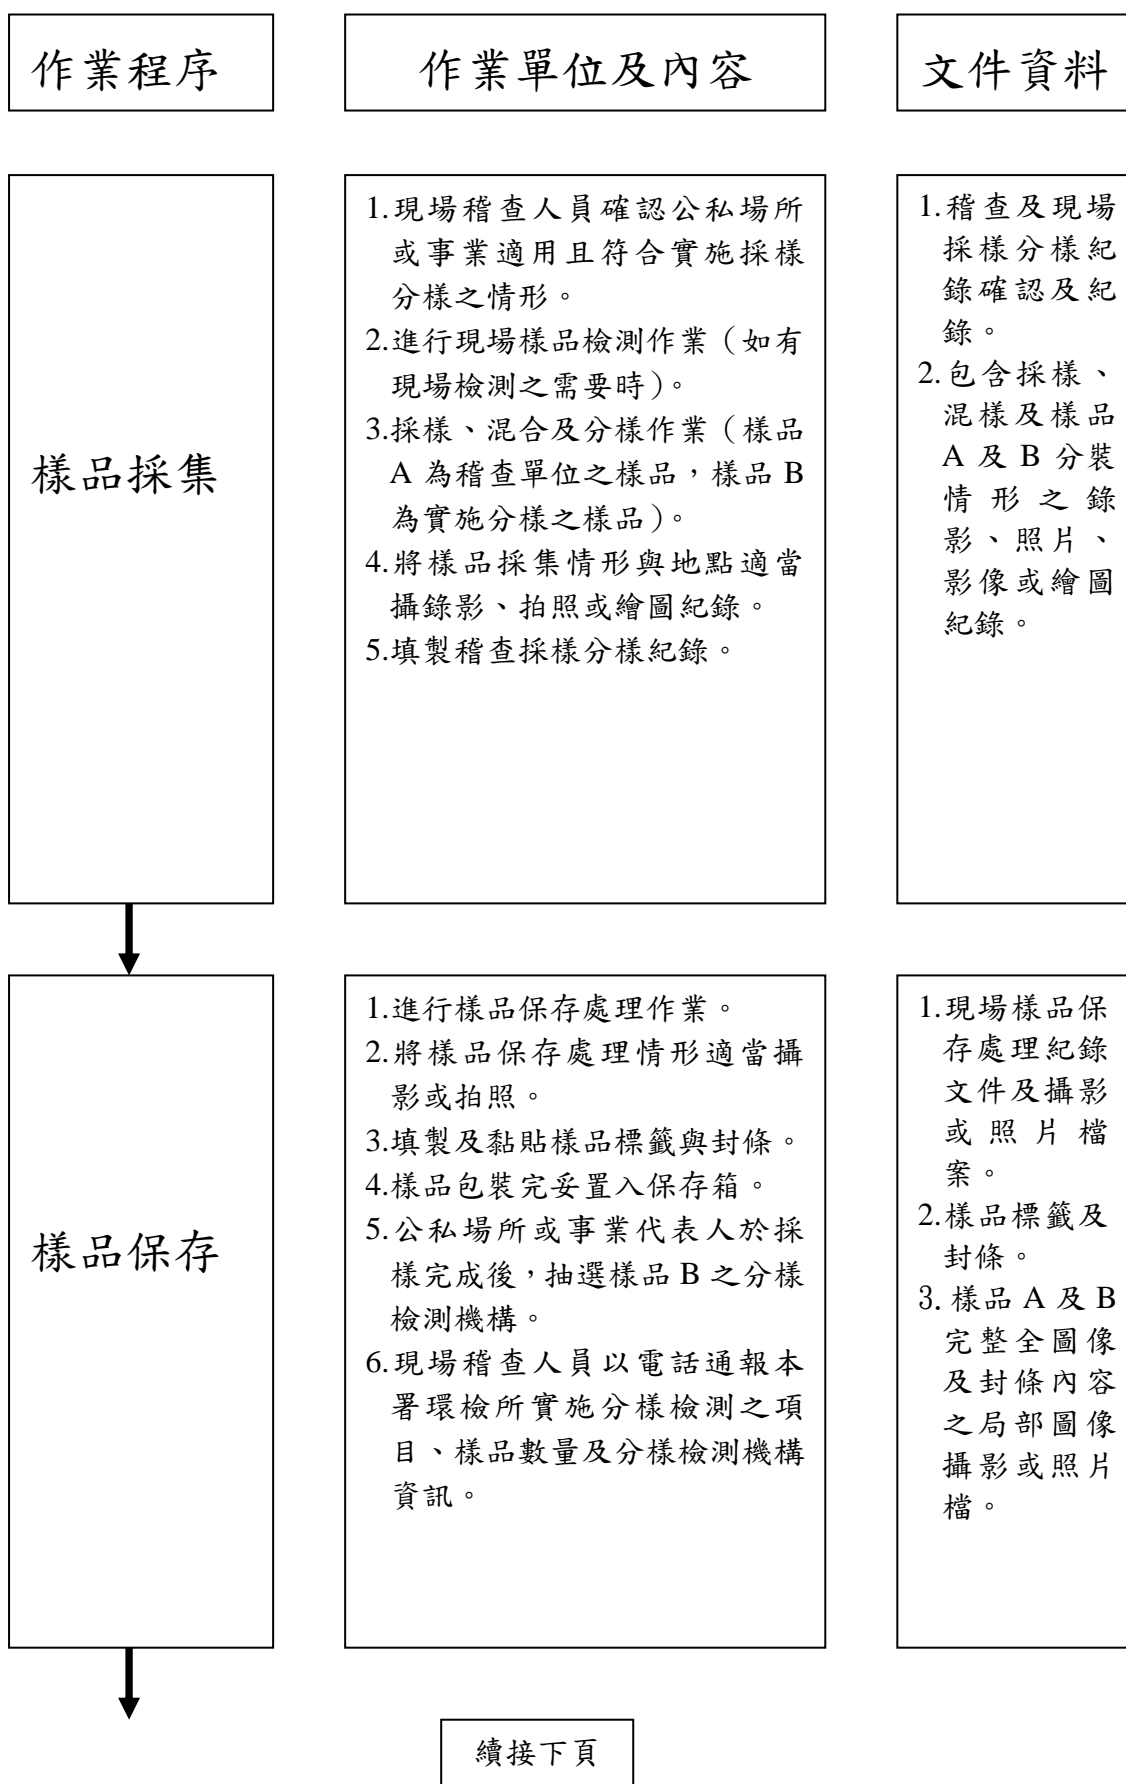 作業程序
作業單位及內容
文件資料
樣品採集
1.現場稽查人員確認公私場所
或事業適用且符合實施採樣
分樣之情形。
2.進行現場樣品檢測作業（如有
現場檢測之需要時）。
3.採樣、混合及分樣作業（樣品
A 為稽查單位之樣品，樣品 B
為實施分樣之樣品）。
4.將樣品採集情形與地點適當
攝錄影、拍照或繪圖紀錄。
5.填製稽查採樣分樣紀錄。
1.稽查及現場
採樣分樣紀
錄確認及紀
錄。
2.包含採樣、
混樣及樣品
A 及 B 分裝
情形之錄
影、照片、
影像或繪圖
紀錄。
樣品保存
1.進行樣品保存處理作業。
2.將樣品保存處理情形適當攝
影或拍照。
3.填製及黏貼樣品標籤與封條。
4.樣品包裝完妥置入保存箱。
5.公私場所或事業代表人於採
樣完成後，抽選樣品 B 之分樣
檢測機構。
6.現場稽查人員以電話通報本
署環檢所實施分樣檢測之項
目、樣品數量及分樣檢測機構
資訊。
1.現場樣品保
存處理紀錄
文件及攝影
或照片檔
案。
2.樣品標籤及
封條。
3.樣品 A 及 B
完整全圖像
及封條內容
之局部圖像
攝影或照片
檔。
續接下頁